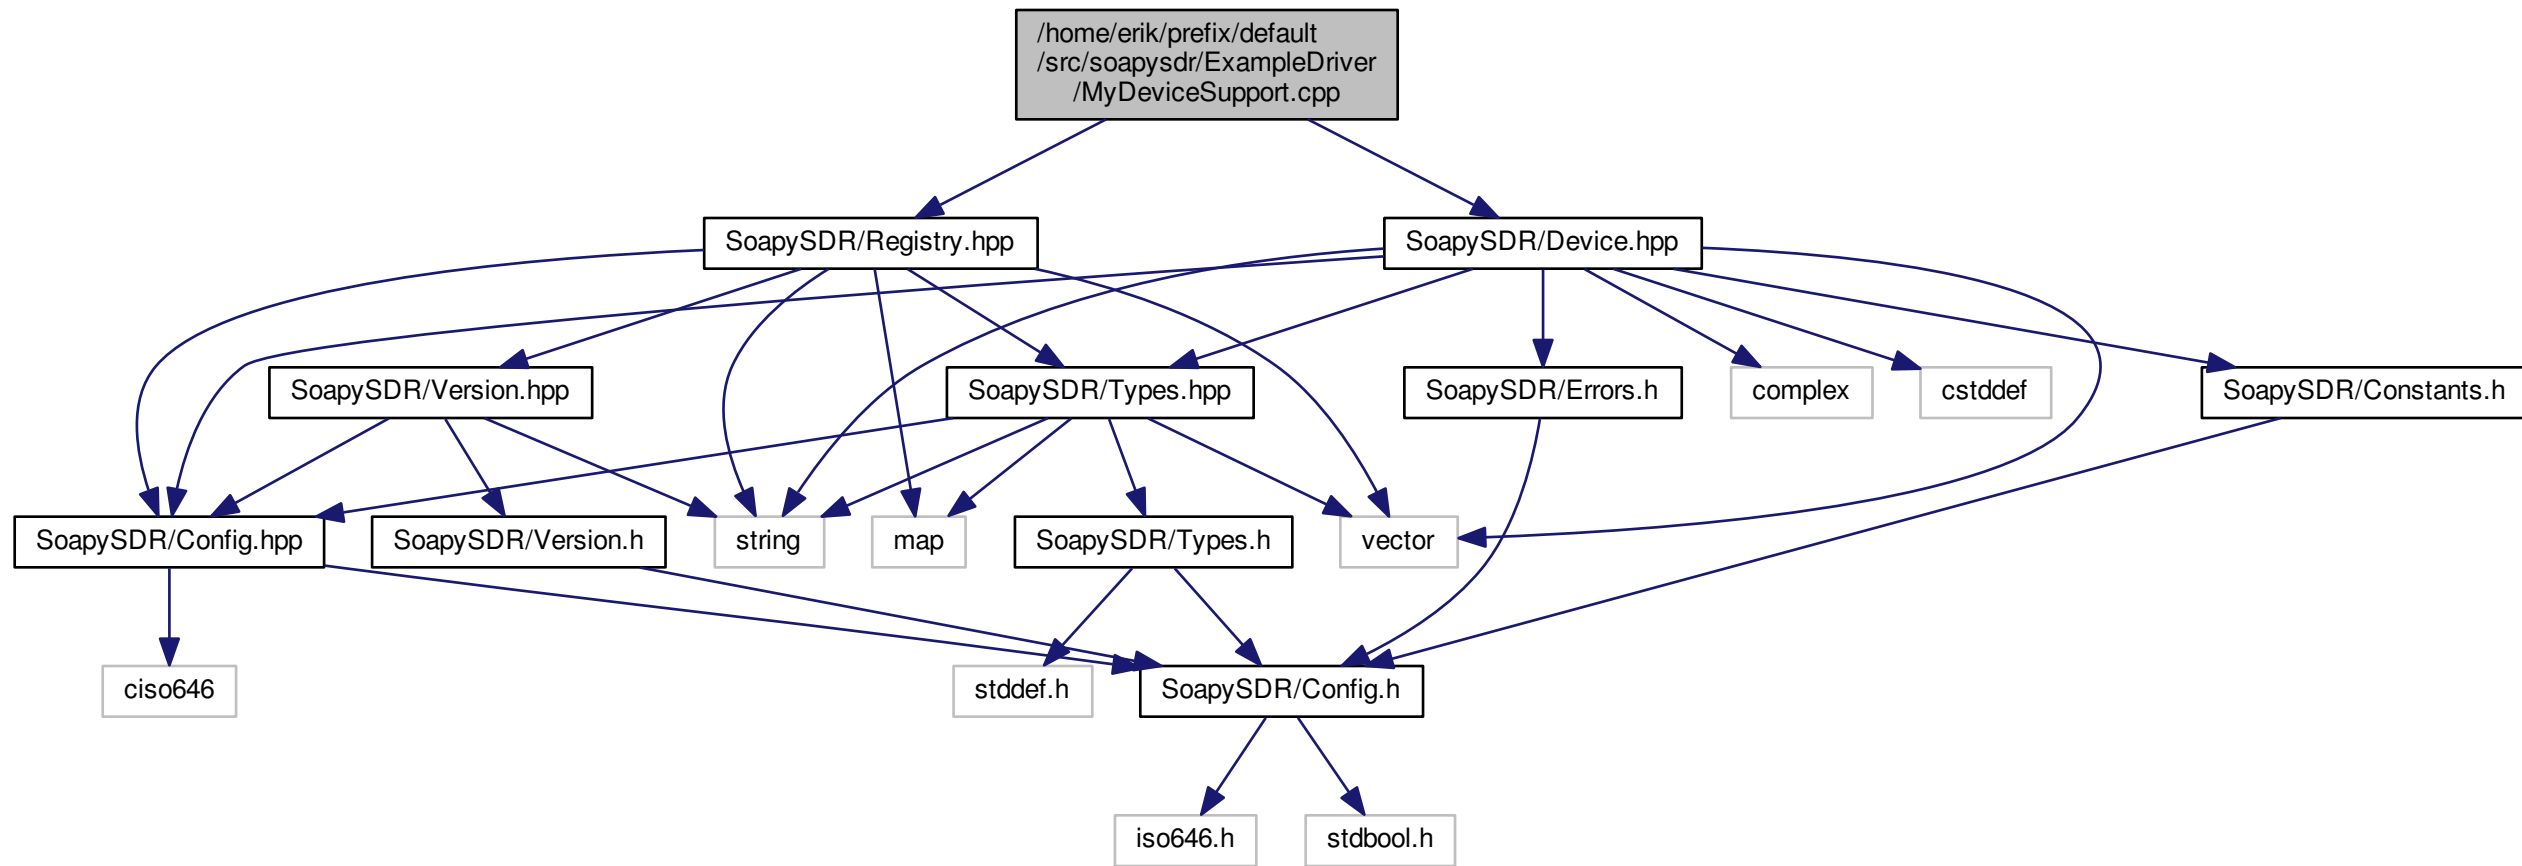 /home/erik/prefix/default
/src/soapysdr/ExampleDriver
/MyDeviceSupport.cpp
SoapySDR/Registry.hpp
SoapySDR/Device.hpp
SoapySDR/Version.hpp
SoapySDR/Types.hpp
SoapySDR/Errors.h
complex
cstddef
SoapySDR/Constants.h
SoapySDR/Config.hpp
SoapySDR/Version.h
string
map
SoapySDR/Types.h
vector
ciso646
stddef.h
SoapySDR/Config.h
iso646.h
stdbool.h